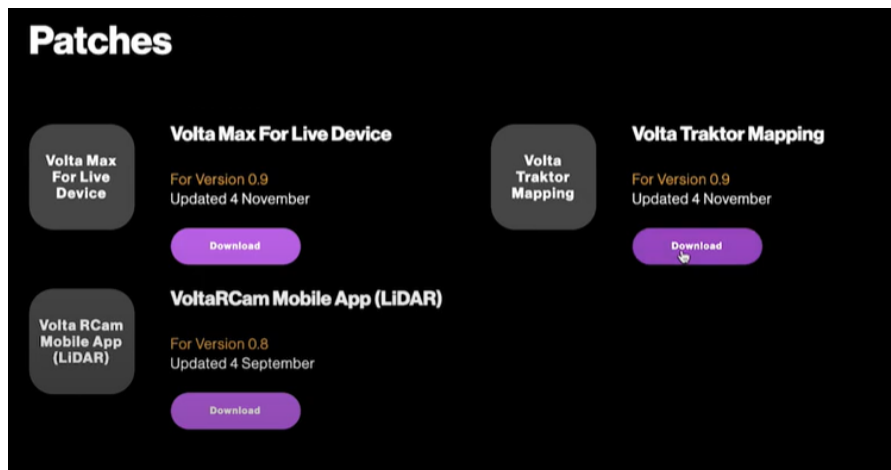 Patches
Volta Max
For Live
Device
Volta Max For Live Device
For Version 0.9
Updated 4 November
Download
Volta
Traktor
Mapping
Volta Traktor Mapping
For Version 0.9
Updated 4 November
Download
Volta RCam
Mobile App
(LiDAR)
VoltaRCam Mobile App (LiDAR)
For Version 0.8
Updated 4 September
Download